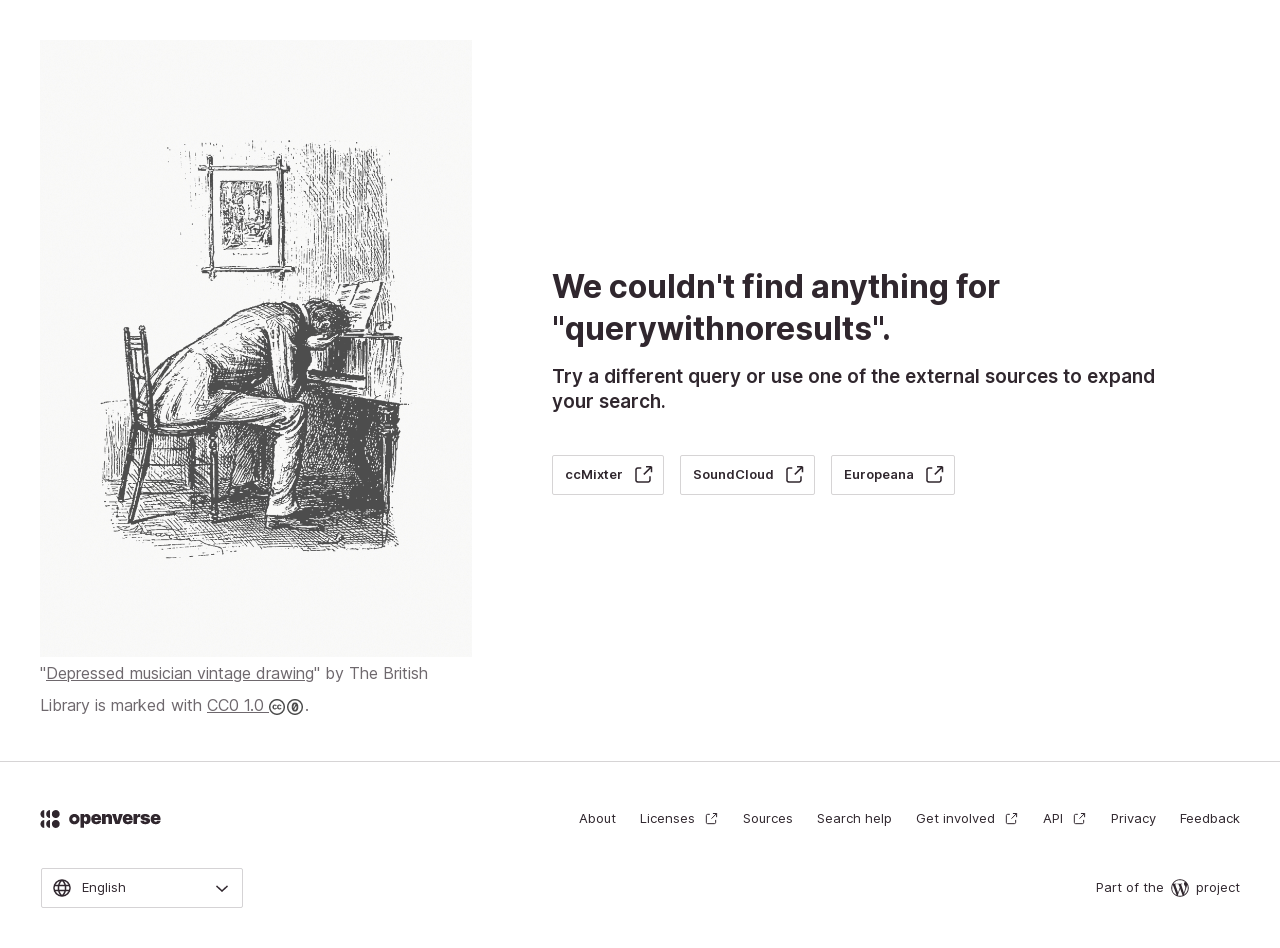 We couldn't find anything for
"querywithnoresults".
Try a different query or use one of the external sources to expand
your search.
ccMixter SoundCloud Europeana
"Depressed musician vintage drawing" by The British
Library is marked with CC0 1.0 .
openverse
About Licenses Sources Search help Get involved API Privacy Feedback
English
Part of the project